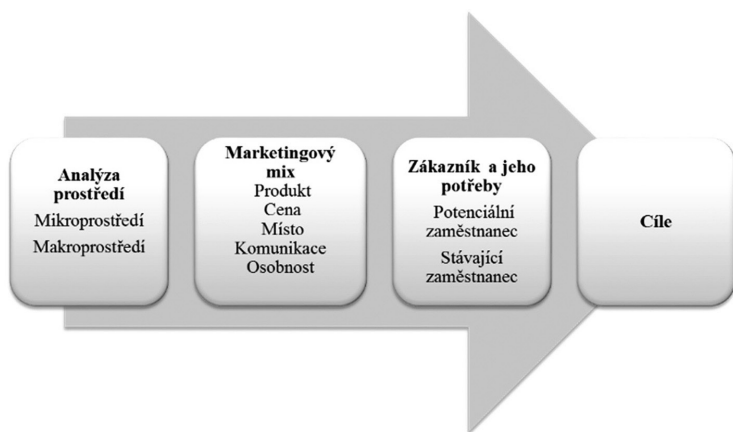 Analýza
prostředí
Mikroprostředí
Makroprostředí
Marketingový
mix
Produkt
Cena
Místo
Komunikace
Osobnost
Zákazník a jeho
potřeby
Potenciální
zaměstnanec
Stávající
zaměstnanec
Cíle